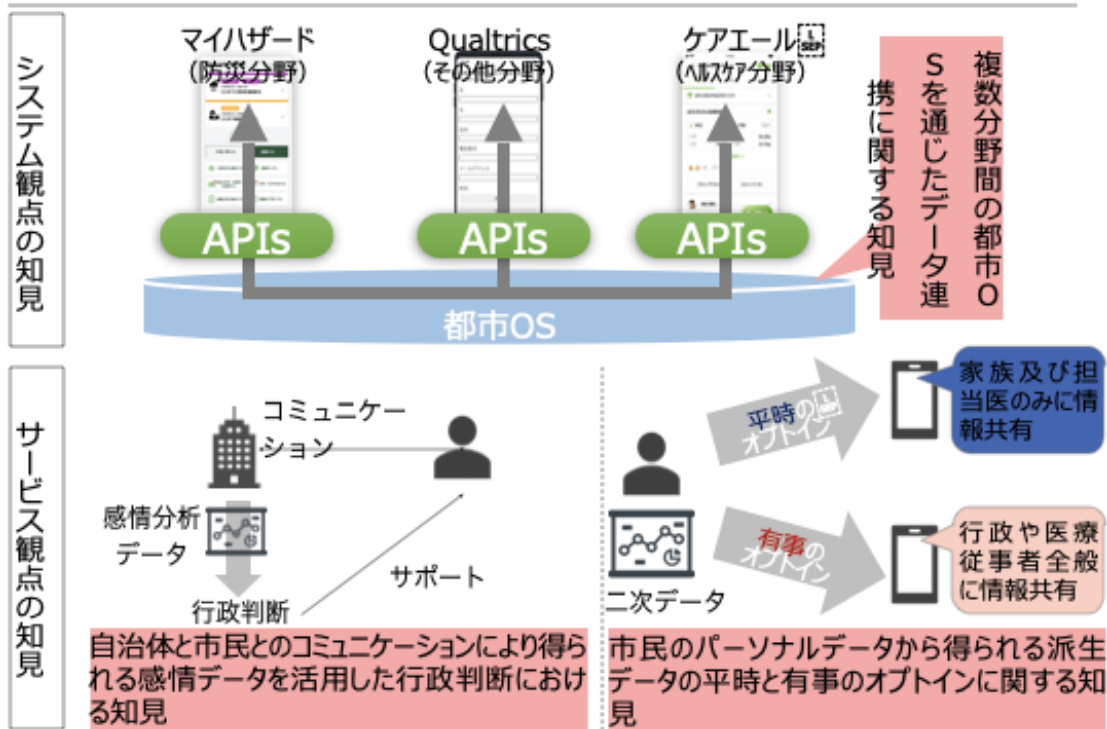 システム観点の知見
マイハザード
(防災分野)
Qualtrics
(その他分野)
ケアエール L SEP
(ヘルスケア分野)
複数分野間の都市O
Sを通じたデータ連
携に関する知見
APIs
APIs
APIs
都市OS
サービス観点の知見
コミュニケー
ション
感情分析
データ
行政判断
サポート
自治体と市民とのコミュニケーションにより得ら
れる感情データを活用した行政判断におけ
る知見
平時の L SEP
オプトイン
家族及び担
当医のみに情
報共有
有事の
オプトイン
行政や医療
従事者全般
に情報共有
二次データ
市民のパーソナルデータから得られる派生
データの平時と有事のオプトインに関する知
見